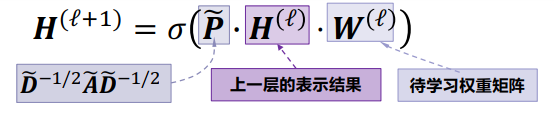 H^(ℓ+1) = σ(P̃ · H^(ℓ) · W^(ℓ))
D̃^−1/2 Ã D̃^−1/2
上一层的表示结果
待学习权重矩阵